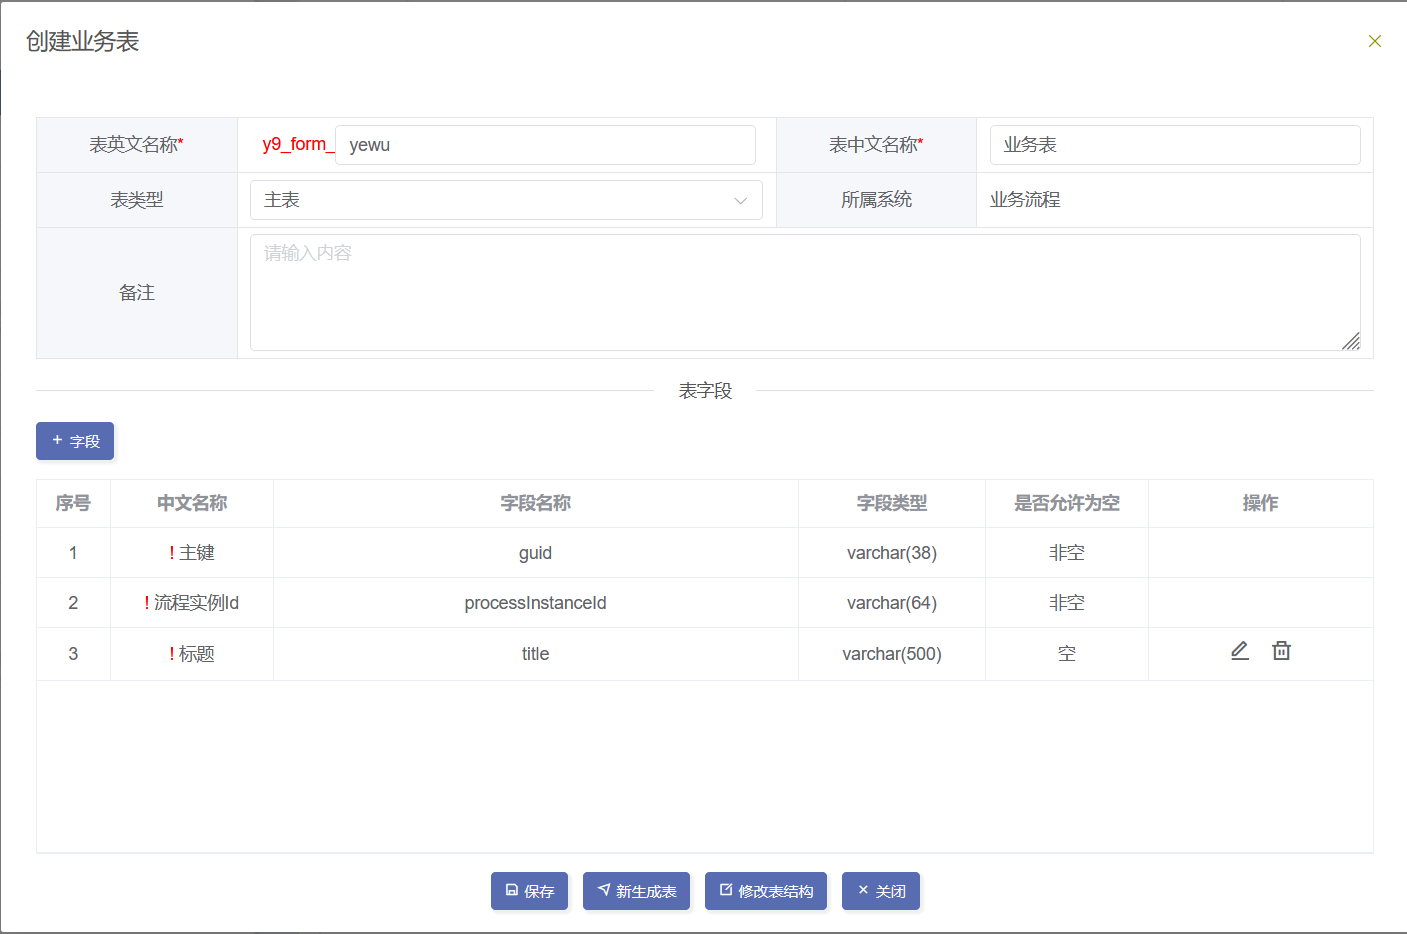 创建业务表
表英文名称* y9_form_ yewu 表中文名称* 业务表
表类型 主表 所属系统 业务流程
备注 请输入内容
表字段
+ 字段
序号 中文名称 字段名称 字段类型 是否允许为空 操作
1 ! 主键 guid varchar(38) 非空
2 ! 流程实例Id processInstanceId varchar(64) 非空
3 ! 标题 title varchar(500) 空
保存 新生成表 修改表结构 × 关闭